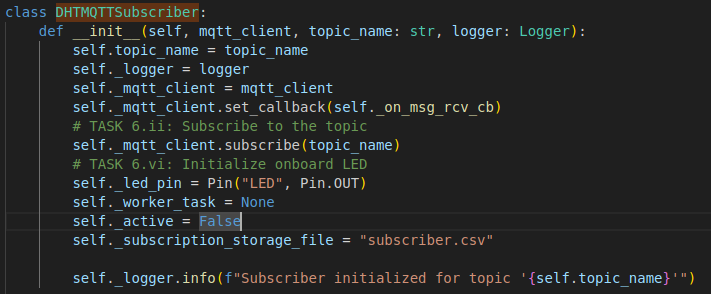 class DHTMQTTSubscriber:
    def __init__(self, mqtt_client, topic_name: str, logger: Logger):
        self.topic_name = topic_name
        self._logger = logger
        self._mqtt_client = mqtt_client
        self._mqtt_client.set_callback(self._on_msg_rcv_cb)
        # TASK 6.ii: Subscribe to the topic
        self._mqtt_client.subscribe(topic_name)
        # TASK 6.vi: Initialize onboard LED
        self._led_pin = Pin("LED", Pin.OUT)
        self._worker_task = None
        self._active = False
        self._subscription_storage_file = "subscriber.csv"
        self._logger.info(f"Subscriber initialized for topic '{self.topic_name}'")